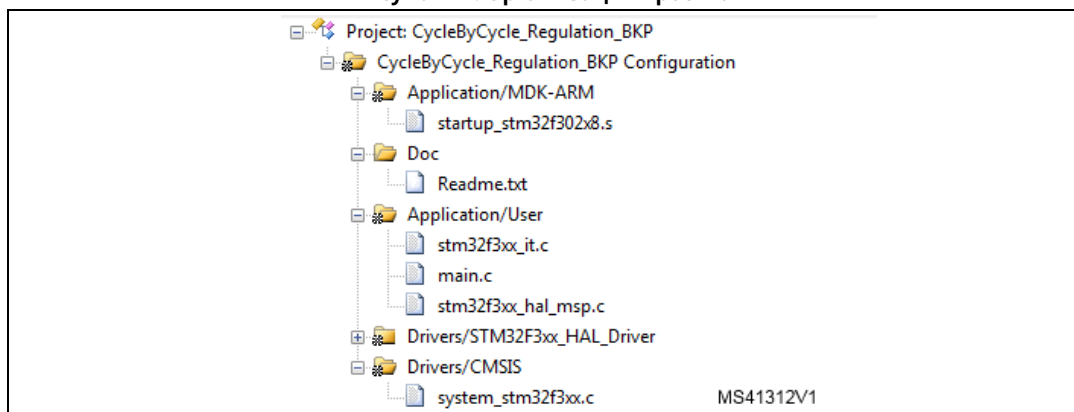 Project: CycleByCycle_Regulation_BKP
CycleByCycle_Regulation_BKP Configuration
Application/MDK-ARM
startup_stm32f302x8.s
Doc
Readme.txt
Application/User
stm32f3xx_it.c
main.c
stm32f3xx_hal_msp.c
Drivers/STM32F3xx_HAL_Driver
Drivers/CMSIS
system_stm32f3xx.c MS41312V1